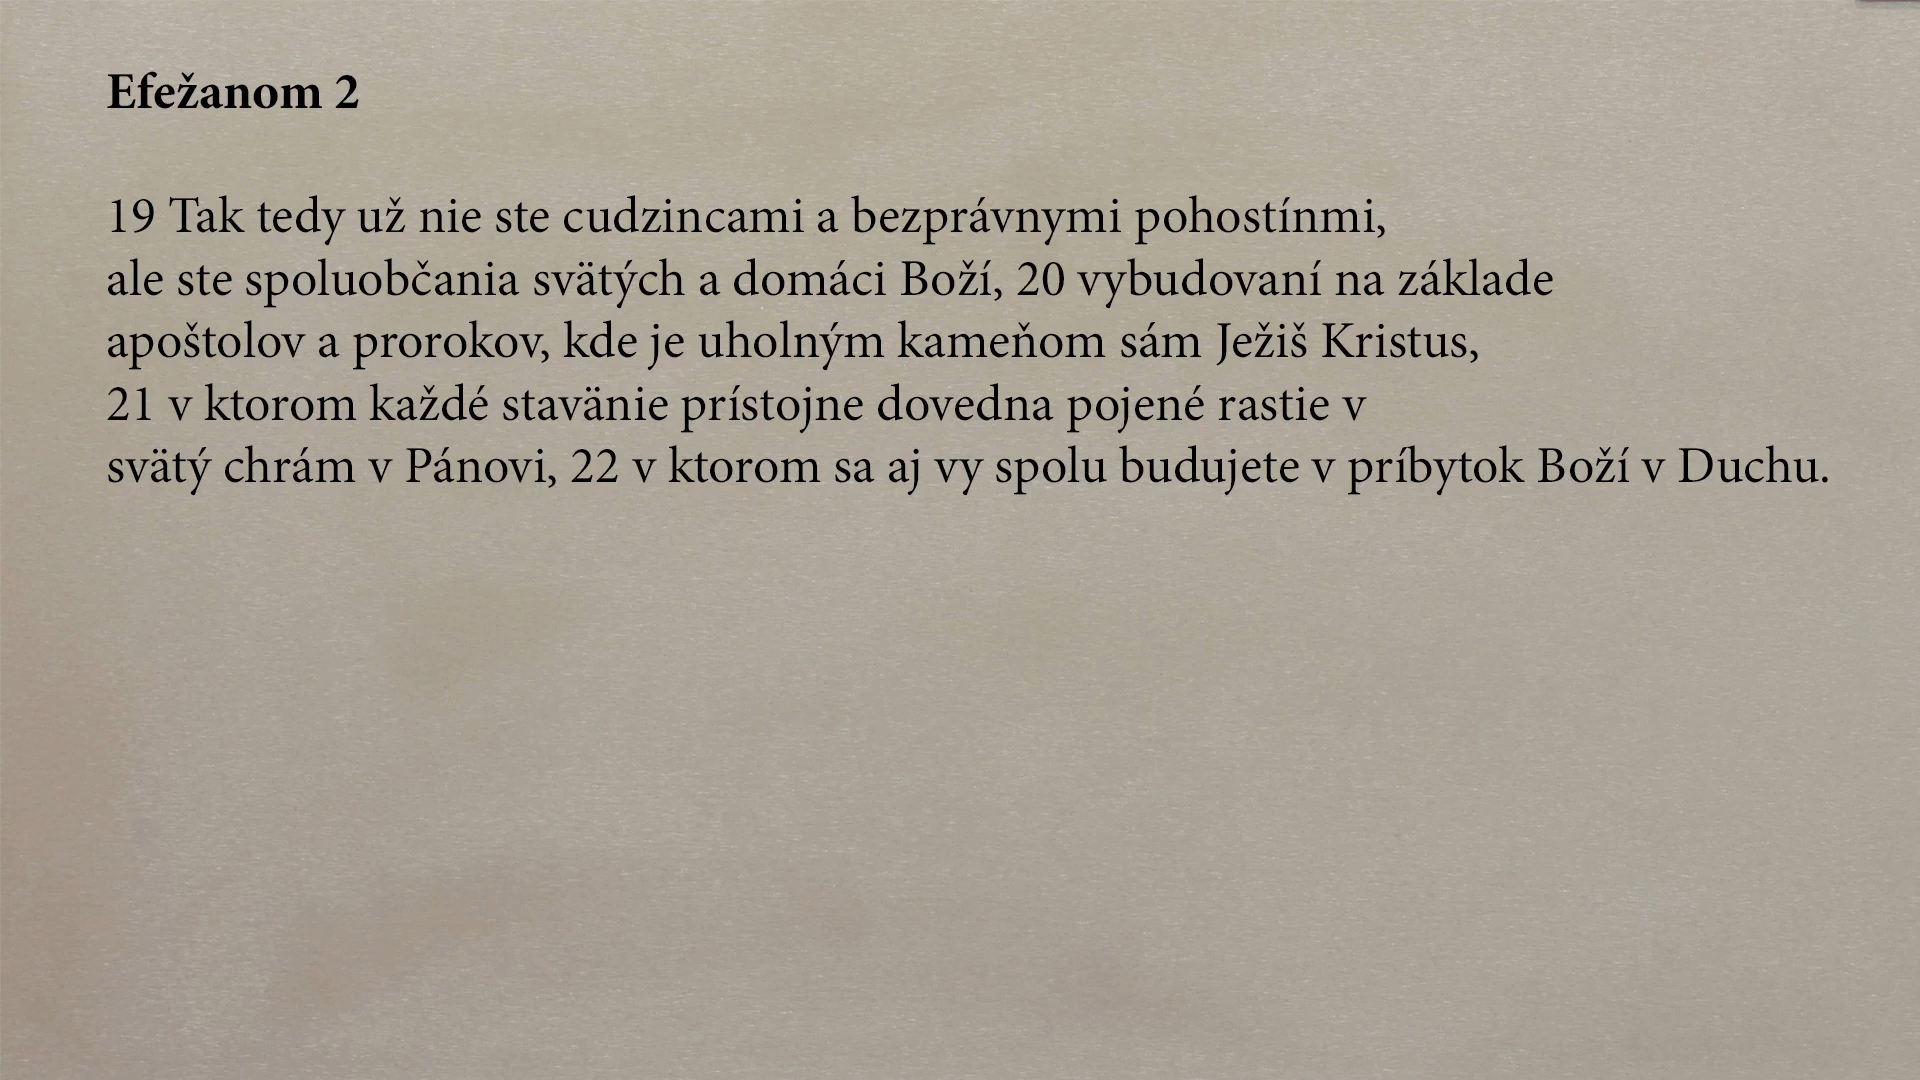 Efežanom 2
19 Tak tedy už nie ste cudzincami a bezprávnymi pohostínmi,
ale ste spoluobčania svätých a domáci Boží, 20 vybudovaní na základe
apoštolov a prorokov, kde je uholným kameňom sám Ježiš Kristus,
21 v ktorom každé stavänie prístojne dovedna pojené rastie v
svätý chrám v Pánovi, 22 v ktorom sa aj vy spolu budujete v príbytok Boží v Duchu.